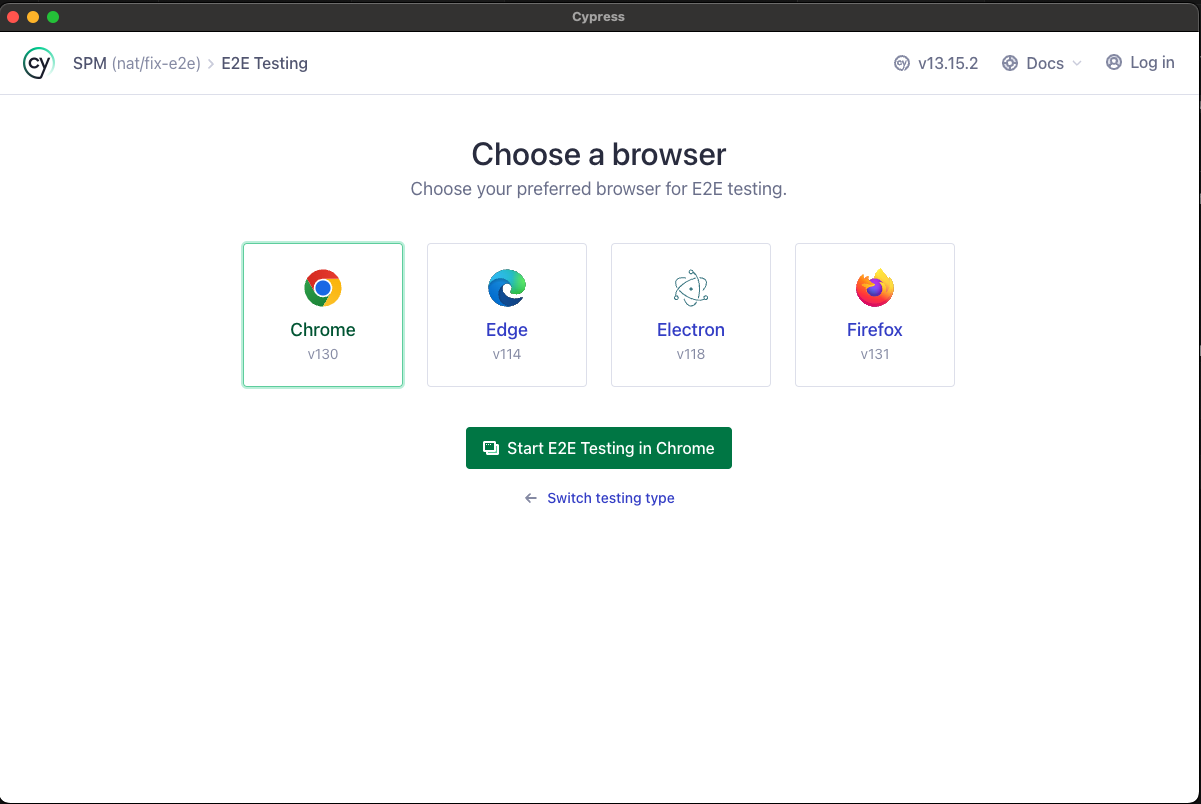 Cypress
cy SPM (nat/fix-e2e) > E2E Testing v13.15.2 Docs Log in
Choose a browser
Choose your preferred browser for E2E testing.
Chrome Edge Electron Firefox
v130 v114 v118 v131
Start E2E Testing in Chrome
← Switch testing type